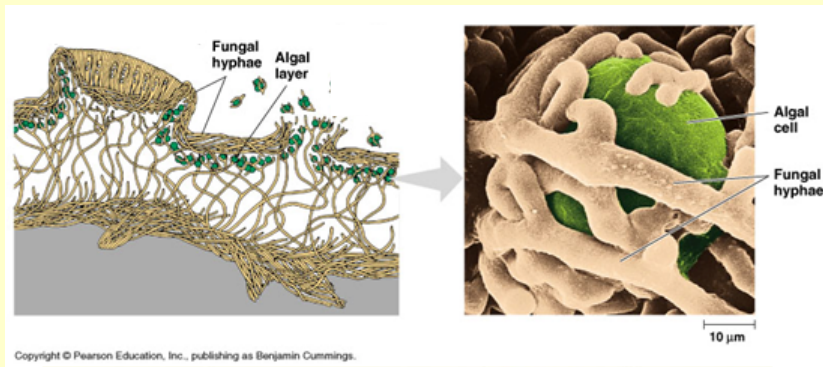 Fungal
hyphae
Algal
layer
Algal
cell
Fungal
hyphae
10 μm
Copyright © Pearson Education, Inc., publishing as Benjamin Cummings.